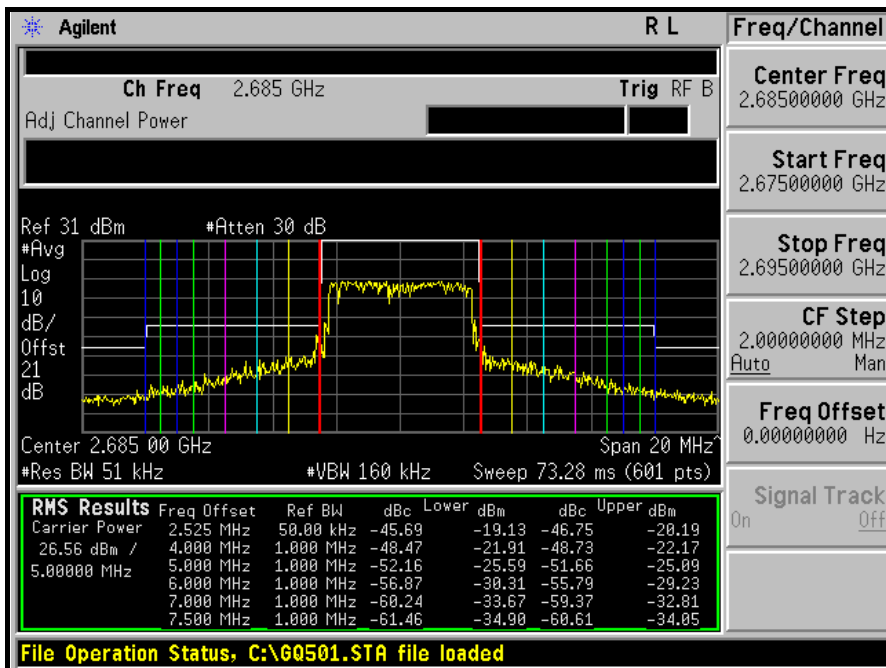 Agilent R L
Freq/Channel
Ch Freq 2.685 GHz Trig RF B
Adj Channel Power
Ref 31 dBm #Atten 30 dB
#Avg
Log
10
dB/
Offst
21
dB
Center 2.685 00 GHz Span 20 MHz^
#Res BW 51 kHz #VBW 160 kHz Sweep 73.28 ms (601 pts)
RMS Results Freq Offset Ref BW dBc Lower dBm dBc Upper dBm
Carrier Power 2.525 MHz 50.00 kHz -45.69 -19.13 -46.75 -20.19
26.56 dBm / 4.000 MHz 1.000 MHz -48.47 -21.91 -48.73 -22.17
5.00000 MHz 5.000 MHz 1.000 MHz -52.16 -25.59 -51.66 -25.09
6.000 MHz 1.000 MHz -56.87 -30.31 -55.79 -29.23
7.000 MHz 1.000 MHz -60.24 -33.67 -59.37 -32.81
7.500 MHz 1.000 MHz -61.46 -34.90 -60.61 -34.05
File Operation Status, C:\GQ501.STA file loaded
Center Freq
2.68500000 GHz
Start Freq
2.67500000 GHz
Stop Freq
2.69500000 GHz
CF Step
2.00000000 MHz
Auto Man
Freq Offset
0.00000000 Hz
Signal Track
On Off